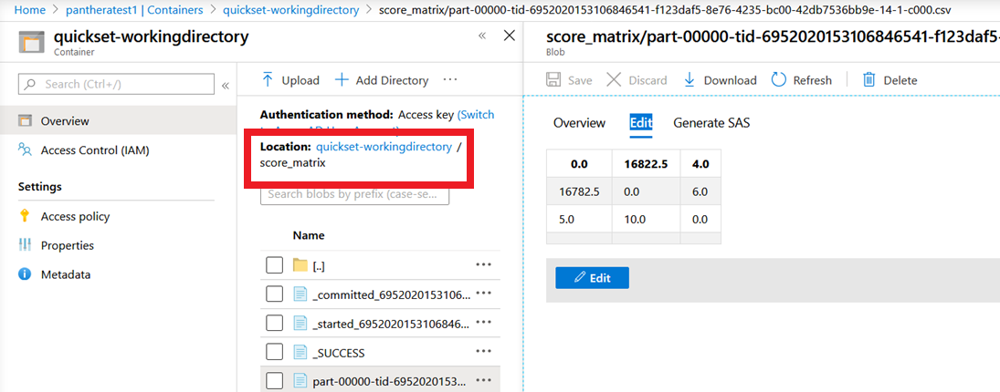 Home > pantheratest1 | Containers > quickset-workingdirectory > score_matrix/part-00000-tid-6952020153106846541-f123daf5-8e76-4235-bc00-42db7536bb9e-14-1-c000.csv
quickset-workingdirectory
Container
Search (Ctrl+/)
Overview
Access Control (IAM)
Settings
Access policy
Properties
Metadata
Upload
Add Directory
Authentication method: Access key (Switch
Location: quickset-workingdirectory /
score_matrix
Search blobs by prefix (case-se...
Name
[..]
_committed_6952020153106...
_started_6952020153106846...
_SUCCESS
part-00000-tid-6952020153...
score_matrix/part-00000-tid-6952020153106846541-f123daf5-
Blob
Save Discard Download Refresh Delete
Overview Edit Generate SAS
0.0 16822.5 4.0
16782.5 0.0 6.0
5.0 10.0 0.0
Edit